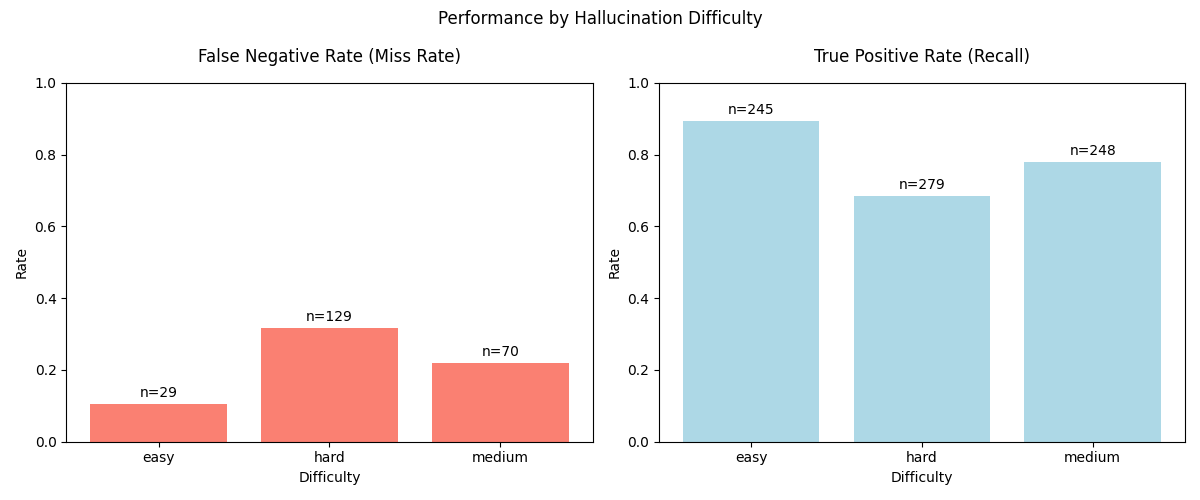 Performance by Hallucination Difficulty
False Negative Rate (Miss Rate)
1.0
0.8
0.6
0.4
0.2
0.0
Rate
n=29
n=129
n=70
easy
hard
medium
Difficulty
True Positive Rate (Recall)
1.0
0.8
0.6
0.4
0.2
0.0
Rate
n=245
n=279
n=248
easy
hard
medium
Difficulty